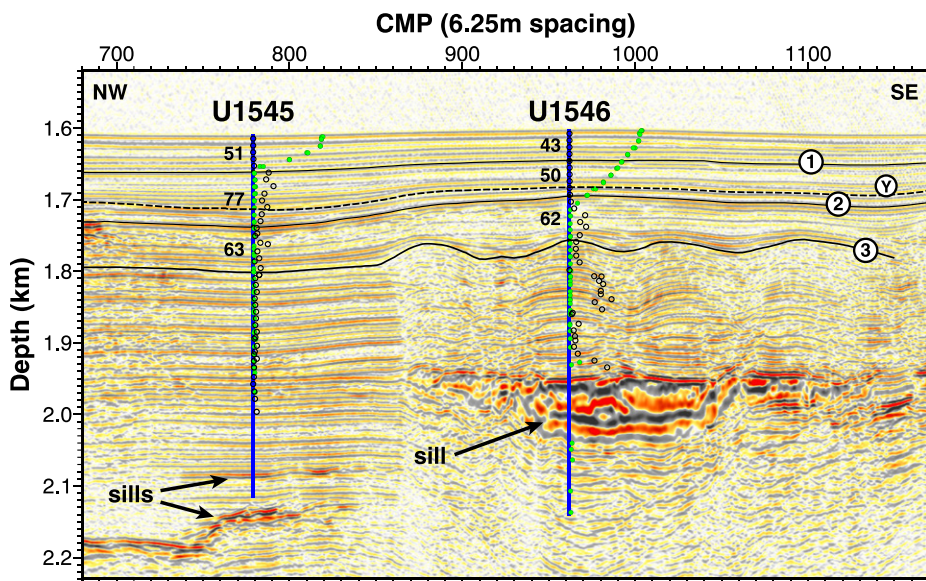 CMP (6.25m spacing)
700 800 900 1000 1100
NW SE
U1545 U1546
1.6
51 43
1
50
Y
1.7
77
2
62
63
3
1.8
Depth (km)
1.9
2.0
sill
2.1
sills
2.2